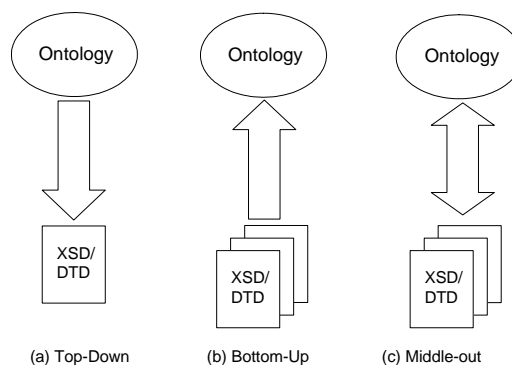 Ontology
Ontology
Ontology
XSD/
DTD
XSD/
DTD
XSD/
DTD
(a) Top-Down
(b) Bottom-Up
(c) Middle-out